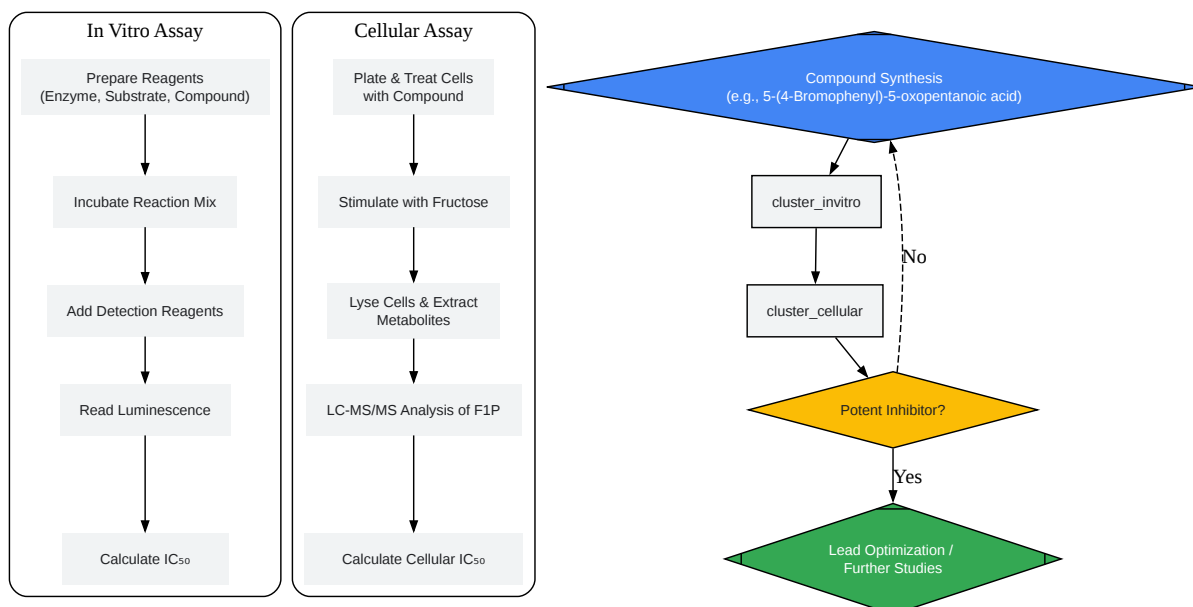 In Vitro Assay
Prepare Reagents
(Enzyme, Substrate, Compound)
Incubate Reaction Mix
Add Detection Reagents
Read Luminescence
Calculate IC₅₀
Cellular Assay
Plate & Treat Cells
with Compound
Stimulate with Fructose
Lyse Cells & Extract
Metabolites
LC-MS/MS Analysis of F1P
Calculate Cellular IC₅₀
Compound Synthesis
(e.g., 5-(4-Bromophenyl)-5-oxopentanoic acid)
cluster_invitro
No
cluster_cellular
Potent Inhibitor?
Yes
Lead Optimization /
Further Studies